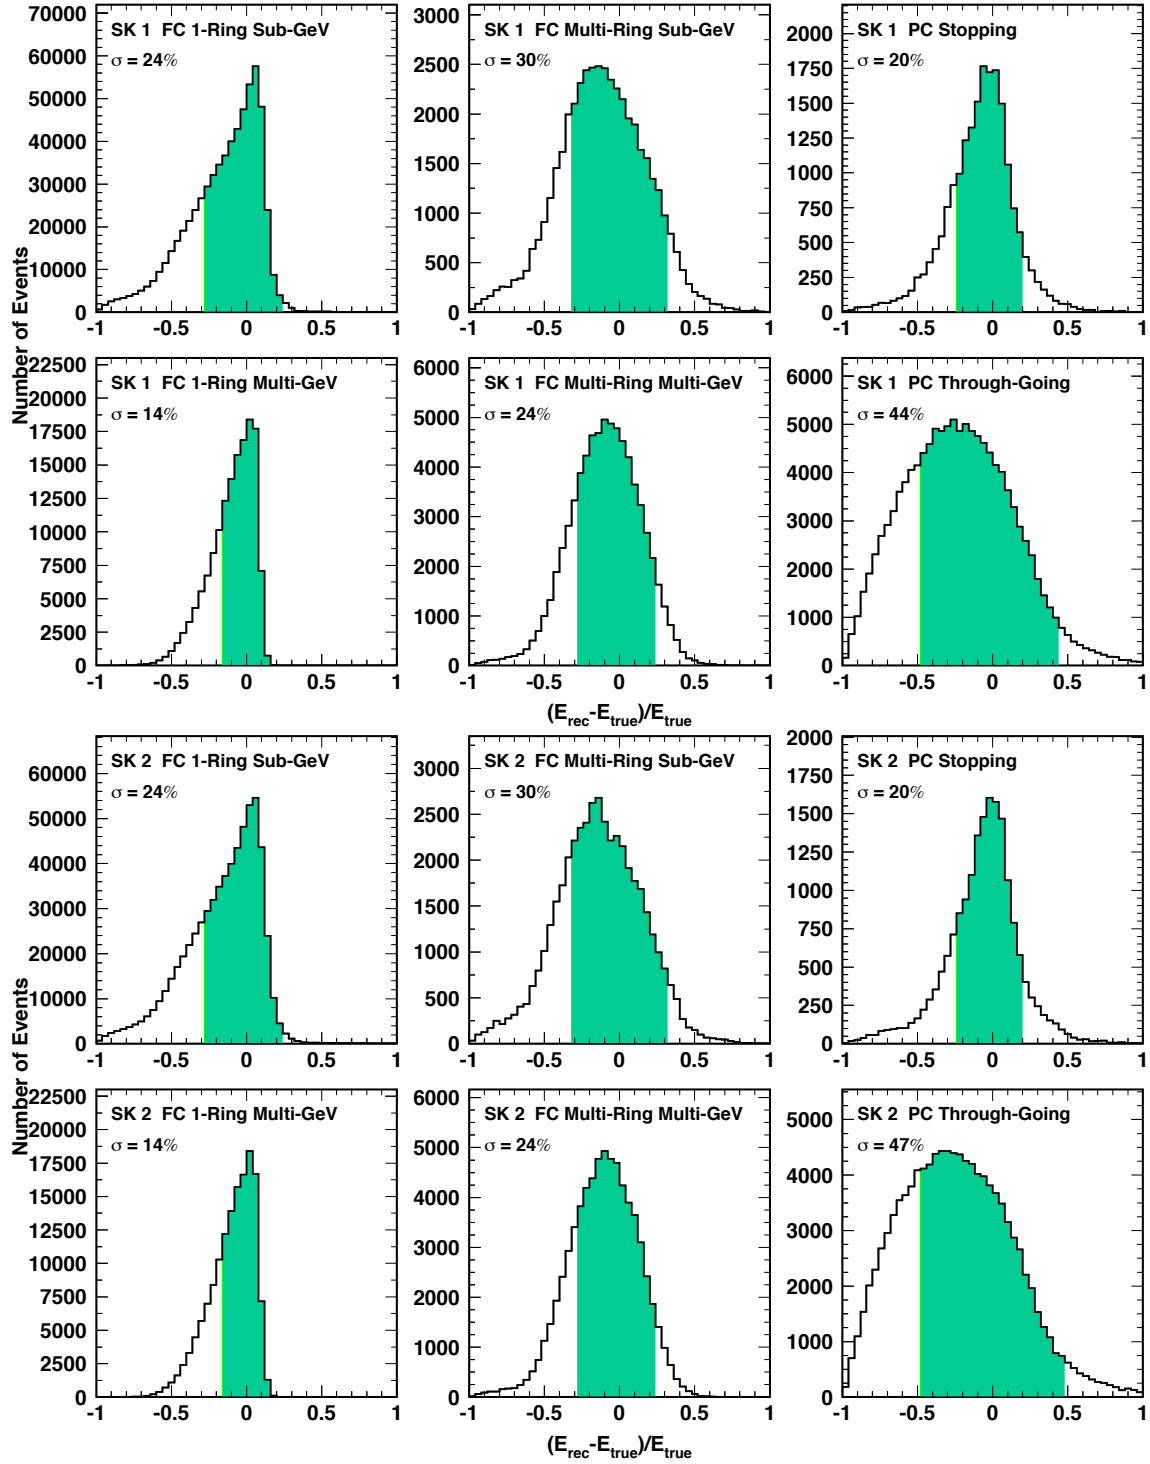 SK 1 FC 1-Ring Sub-GeV
σ = 24%
70000
60000
50000
40000
30000
20000
10000
0
-1 -0.5 0 0.5 1
SK 1 FC Multi-Ring Sub-GeV
σ = 30%
3000
2500
2000
1500
1000
500
0
-1 -0.5 0 0.5 1
SK 1 PC Stopping
σ = 20%
2000
1750
1500
1250
1000
750
500
250
0
-1 -0.5 0 0.5 1
Number of Events
SK 1 FC 1-Ring Multi-GeV
σ = 14%
22500
20000
17500
15000
12500
10000
7500
5000
2500
0
-1 -0.5 0 0.5 1
SK 1 FC Multi-Ring Multi-GeV
σ = 24%
6000
5000
4000
3000
2000
1000
0
-1 -0.5 0 0.5 1
SK 1 PC Through-Going
σ = 44%
6000
5000
4000
3000
2000
1000
0
-1 -0.5 0 0.5 1
(E_rec-E_true)/E_true
SK 2 FC 1-Ring Sub-GeV
σ = 24%
60000
50000
40000
30000
20000
10000
0
-1 -0.5 0 0.5 1
SK 2 FC Multi-Ring Sub-GeV
σ = 30%
3000
2500
2000
1500
1000
500
0
-1 -0.5 0 0.5 1
SK 2 PC Stopping
σ = 20%
2000
1750
1500
1250
1000
750
500
250
0
-1 -0.5 0 0.5 1
Number of Events
SK 2 FC 1-Ring Multi-GeV
σ = 14%
22500
20000
17500
15000
12500
10000
7500
5000
2500
0
-1 -0.5 0 0.5 1
SK 2 FC Multi-Ring Multi-GeV
σ = 24%
6000
5000
4000
3000
2000
1000
0
-1 -0.5 0 0.5 1
SK 2 PC Through-Going
σ = 47%
5000
4000
3000
2000
1000
0
-1 -0.5 0 0.5 1
(E_rec-E_true)/E_true